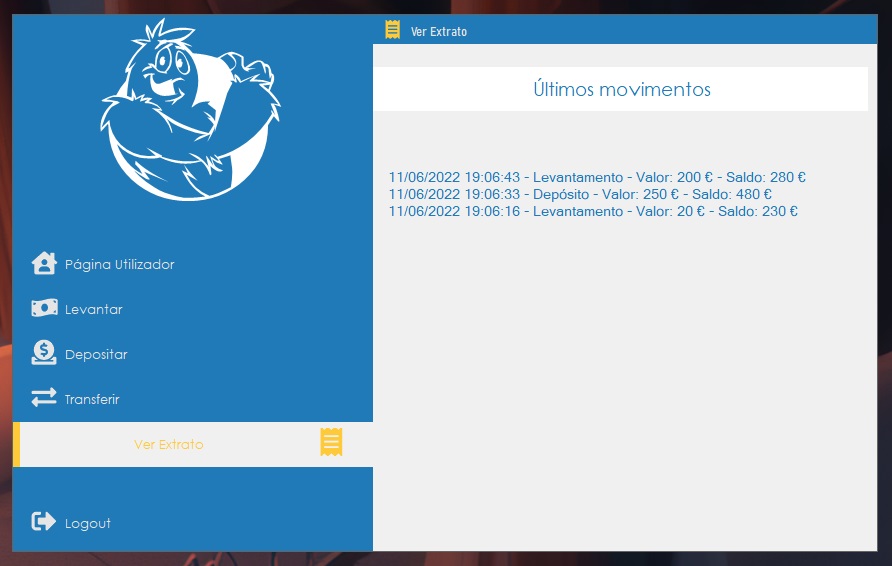 Ver Extrato
Últimos movimentos
11/06/2022 19:06:43 - Levantamento - Valor: 200 € - Saldo: 280 €
11/06/2022 19:06:33 - Depósito - Valor: 250 € - Saldo: 480 €
11/06/2022 19:06:16 - Levantamento - Valor: 20 € - Saldo: 230 €
Página Utilizador
Levantar
Depositar
Transferir
Ver Extrato
Logout